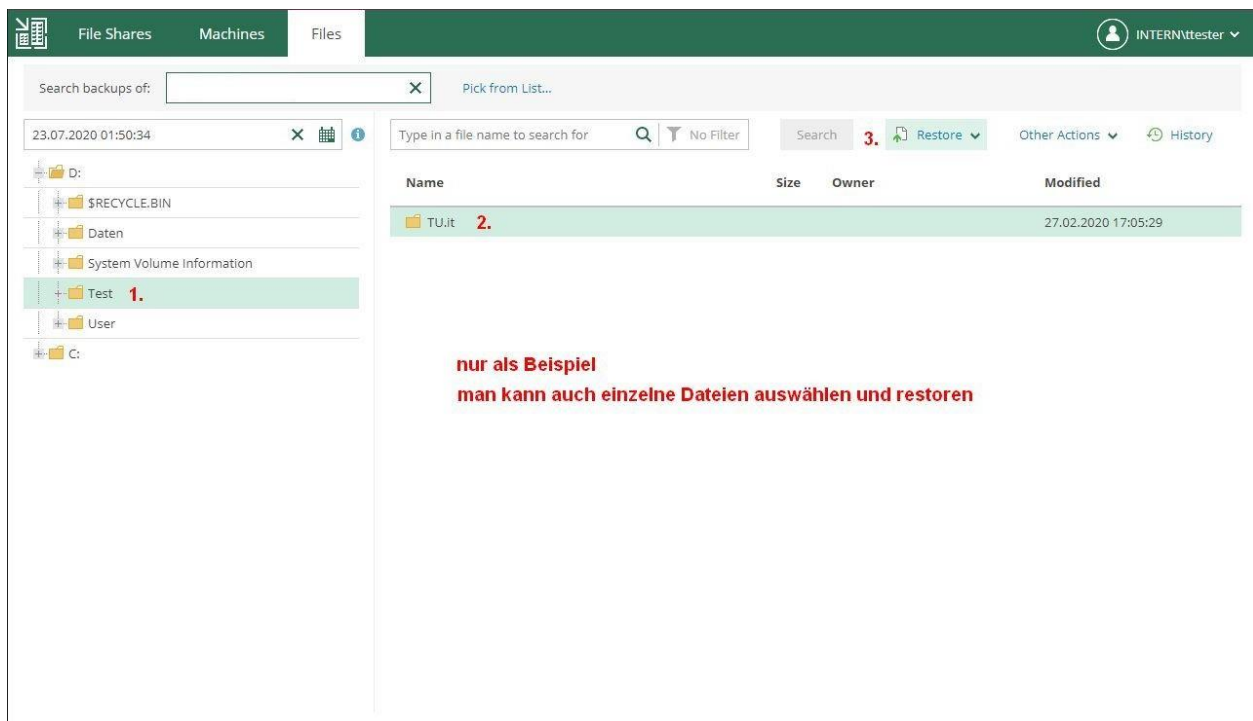 File Shares Machines Files INTERN\ttester
Search backups of: Pick from List...
23.07.2020 01:50:34 Type in a file name to search for No Filter Search 3. Restore Other Actions History
D:
$RECYCLE.BIN
Daten
System Volume Information
Test 1.
User
C:
Name Size Owner Modified
TU.it 2. 27.02.2020 17:05:29
nur als Beispiel
man kann auch einzelne Dateien auswählen und restoren